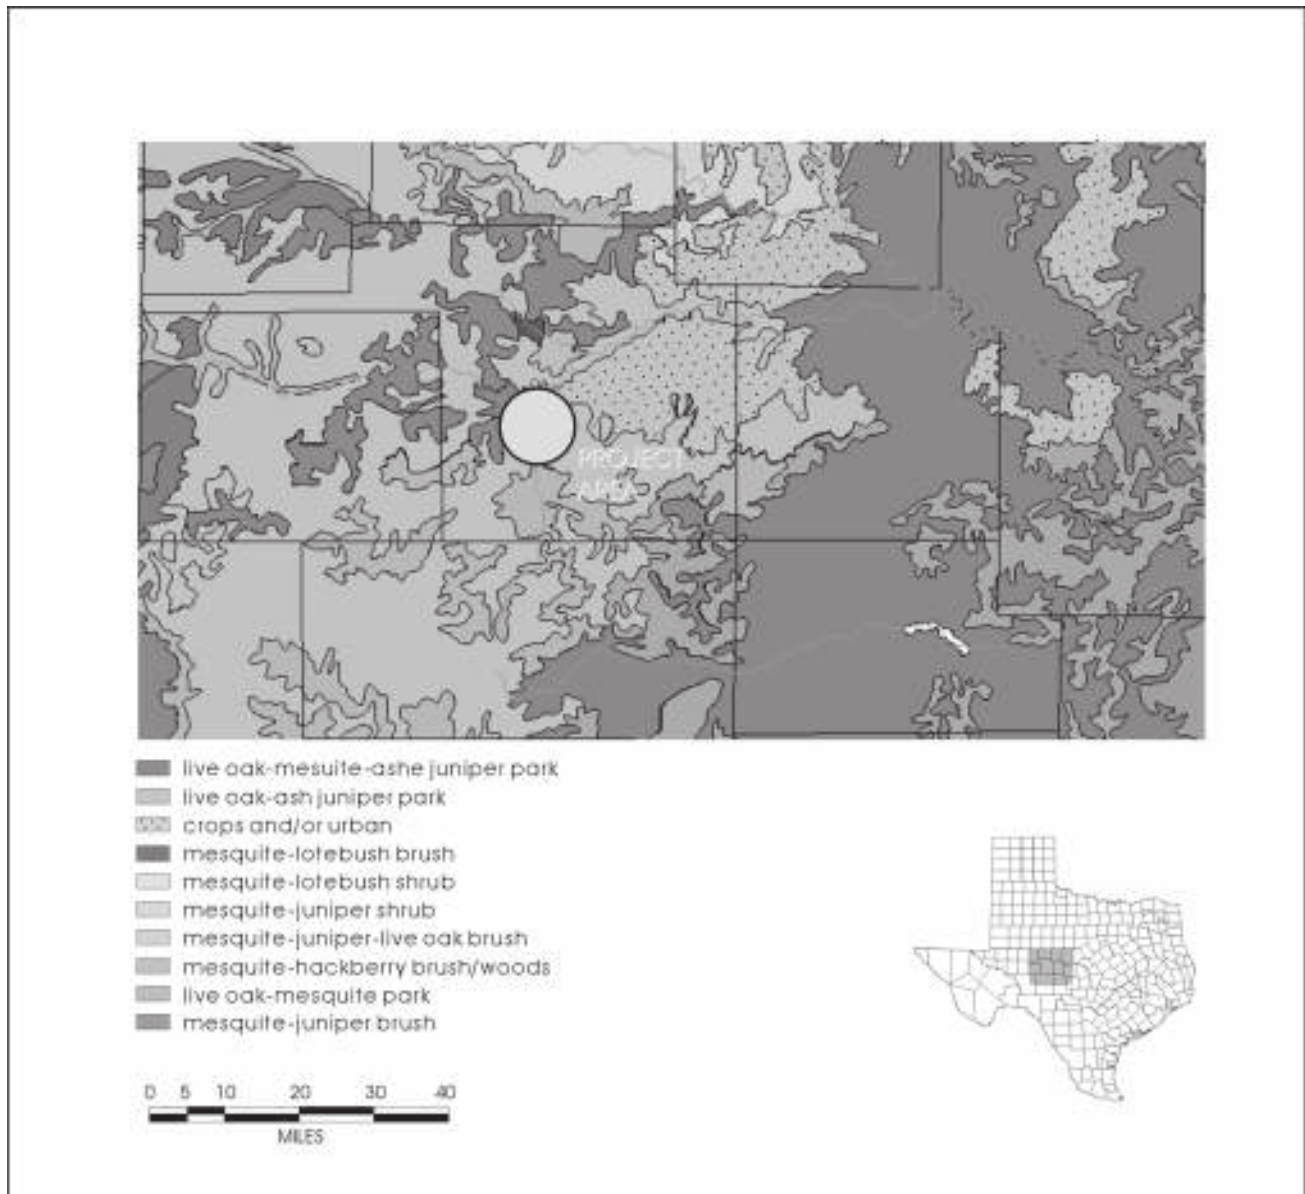 PROJECT
AREA
live oak-mesuite-ashe juniper park
live oak-ash juniper park
crops and/or urban
mesquite-lotebush brush
mesquite-lotebush shrub
mesquite-juniper shrub
mesquite-juniper-live oak brush
mesquite-hackberry brush/woods
live oak-mesquite park
mesquite-juniper brush
0 5 10 20 30 40
MILES